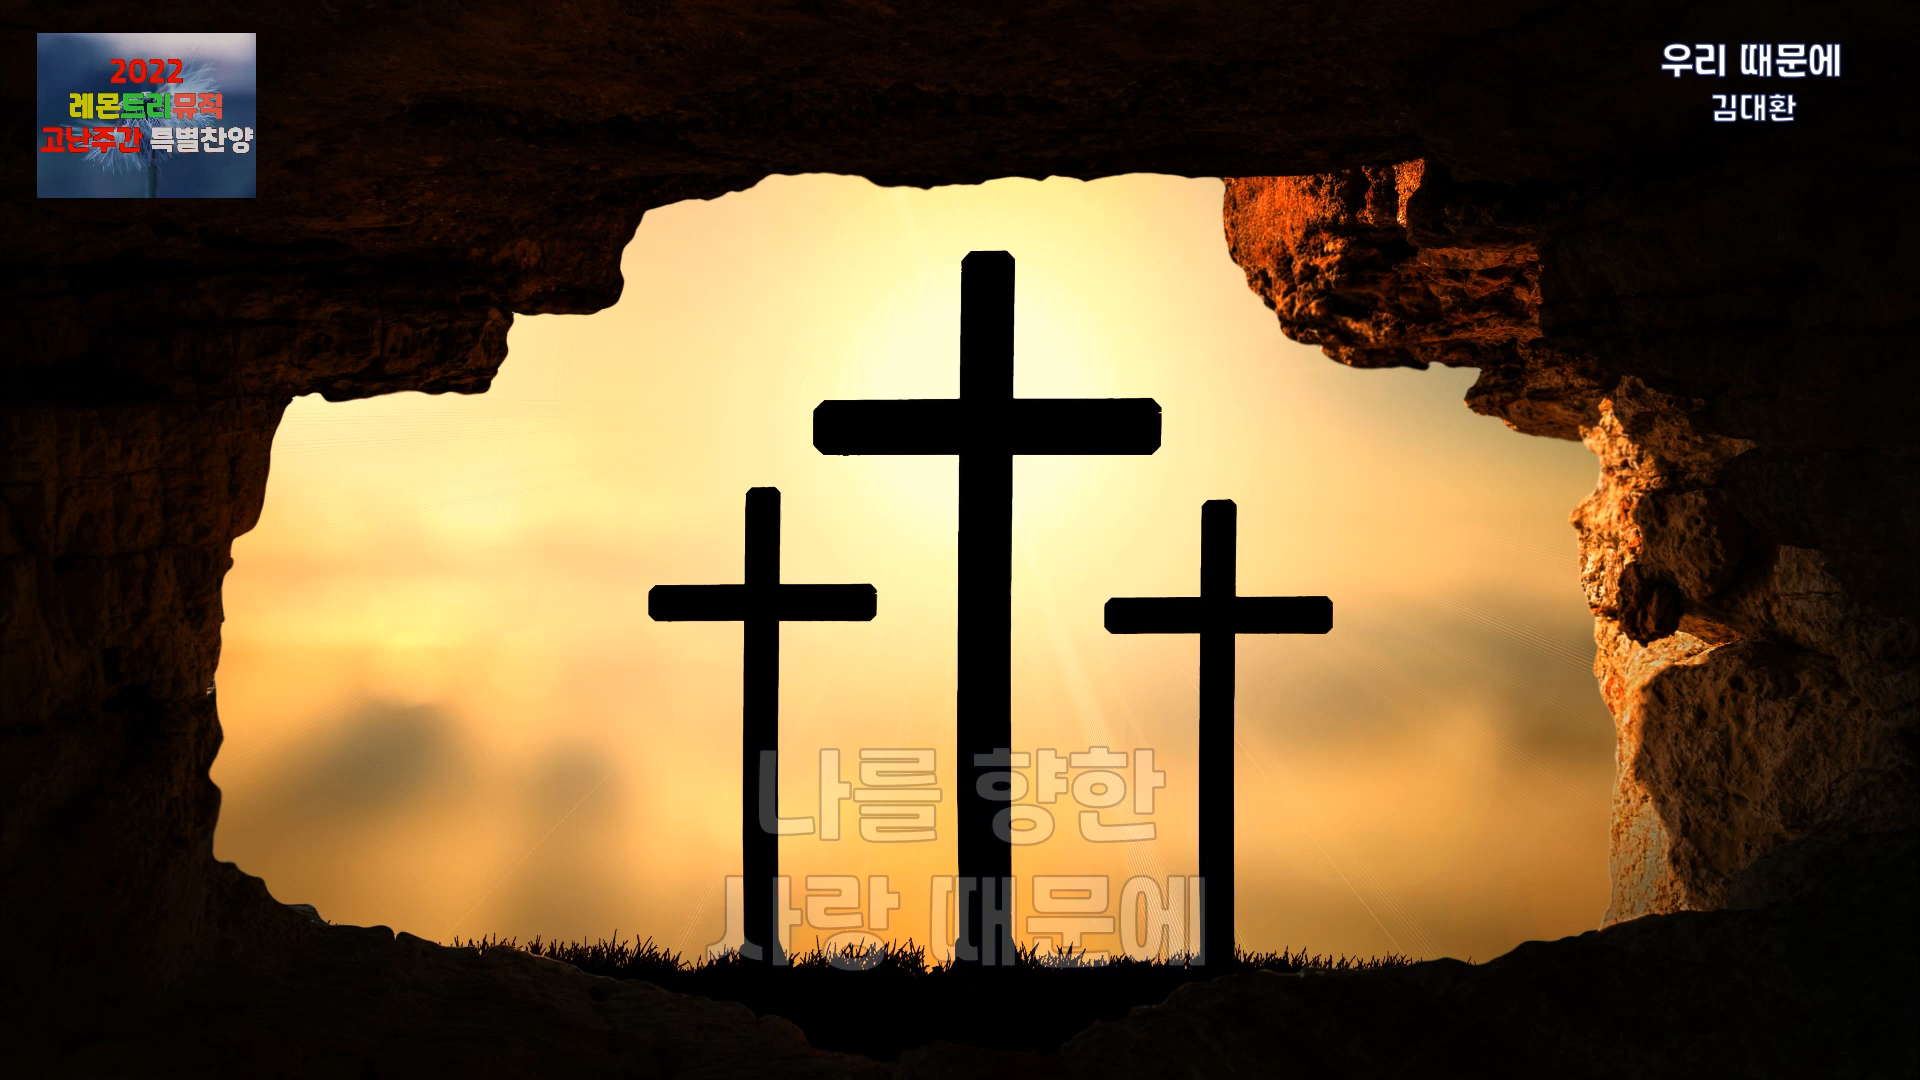 2022
레몬트리뮤직
고난주간 특별찬양
우리 때문에
김대환
나를 향한
사랑 때문에